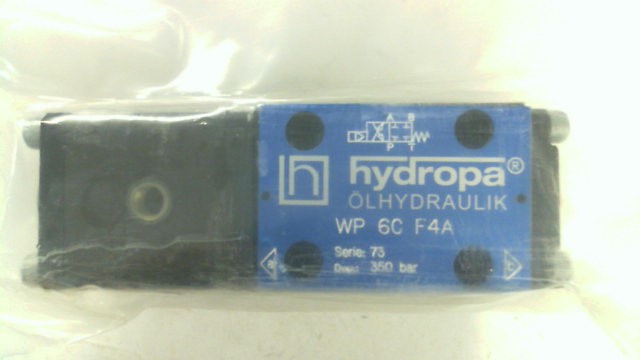 A B
P T
h hydropa®
ÖLHYDRAULIK
WP 6C F4A
Serie: 73
350 bar